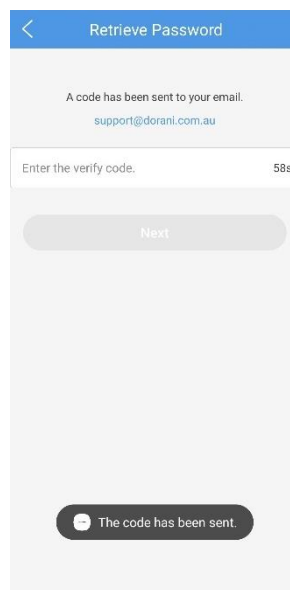 Retrieve Password
A code has been sent to your email.
support@dorani.com.au
Enter the verify code. 58s
Next
The code has been sent.